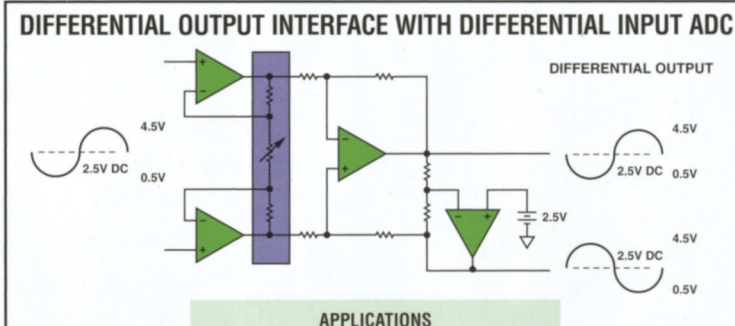 DIFFERENTIAL OUTPUT INTERFACE WITH DIFFERENTIAL INPUT ADC
DIFFERENTIAL OUTPUT
+
−
4.5V
2.5V DC
0.5V
−
+
−
+
4.5V
2.5V DC
0.5V
−
+
2.5V
2.5V DC
4.5V
0.5V
APPLICATIONS